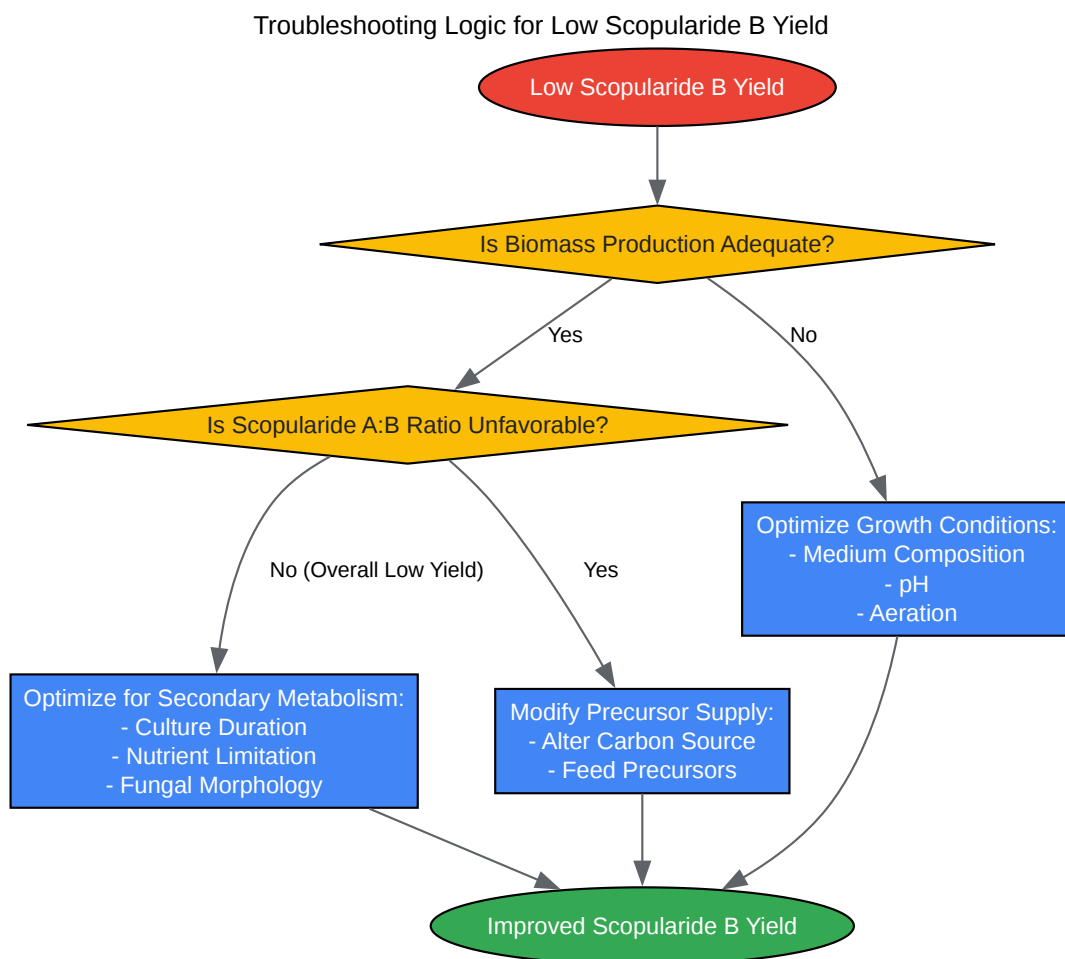 Troubleshooting Logic for Low Scopularide B Yield
Low Scopularide B Yield
Is Biomass Production Adequate?
Yes
No
Is Scopularide A:B Ratio Unfavorable?
No (Overall Low Yield)
Yes
Optimize Growth Conditions:
- Medium Composition
- pH
- Aeration
Optimize for Secondary Metabolism:
- Culture Duration
- Nutrient Limitation
- Fungal Morphology
Modify Precursor Supply:
- Alter Carbon Source
- Feed Precursors
Improved Scopularide B Yield